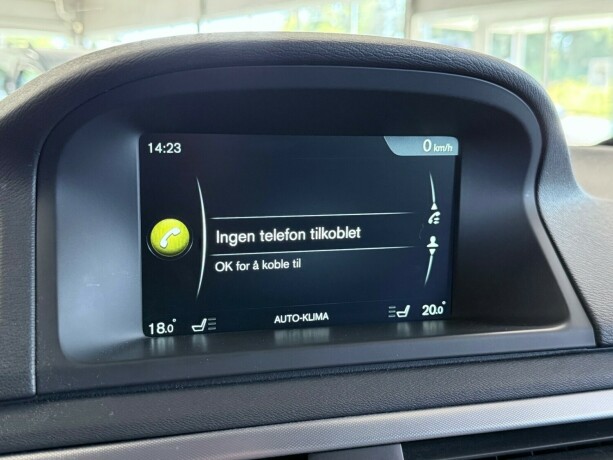 14:23
0 km/h
Ingen telefon tilkoblet
OK for å koble til
18.0° AUTO-KLIMA 20.0°